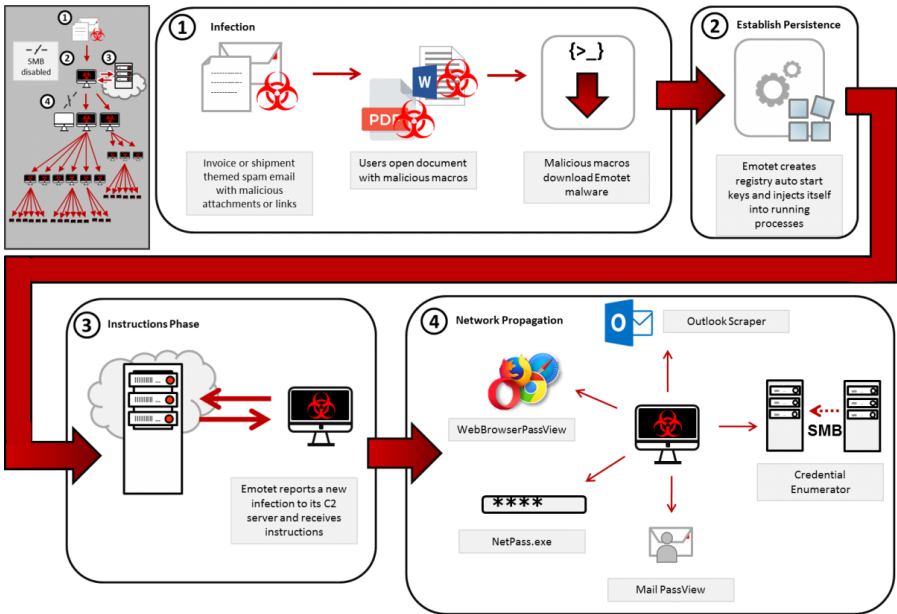 1
-/-
SMB
disabled
2
3
4
1
Infection
{>_}
W
PDF
Invoice or shipment
themed spam email
with malicious
attachments or links
Users open document
with malicious macros
Malicious macros
download Emotet
malware
2
Establish Persistence
Emotet creates
registry auto start
keys and injects itself
into running
processes
3
Instructions Phase
Emotet reports a new
infection to its C2
server and receives
instructions
4
Network Propagation
O
Outlook Scraper
WebBrowserPassView
SMB
Credential
Enumerator
****
NetPass.exe
Mail PassView